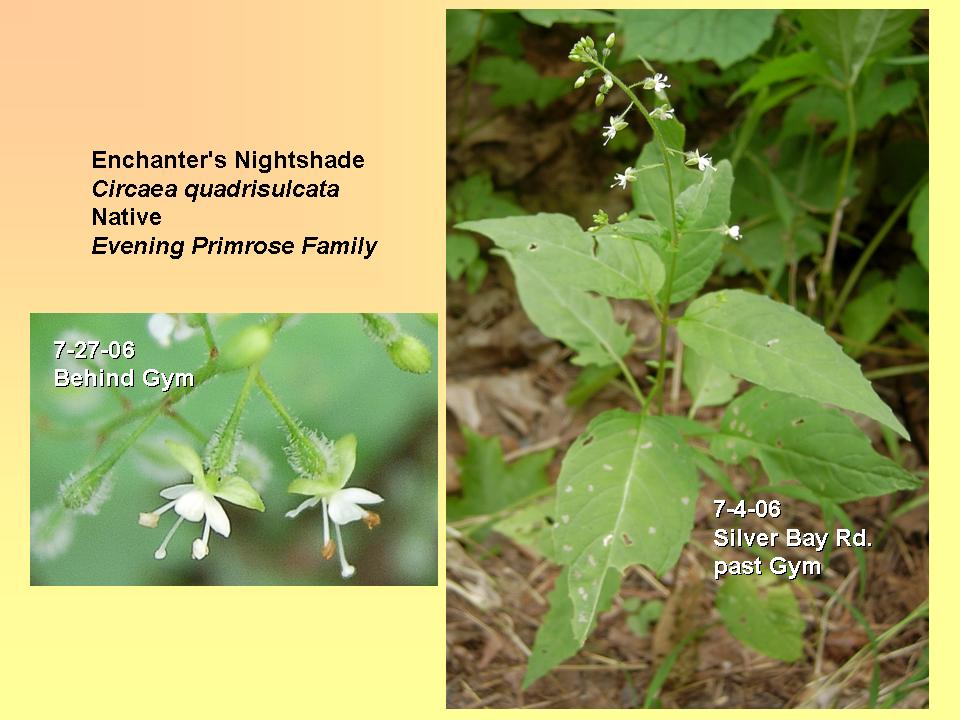 Enchanter's Nightshade
Circaea quadrisulcata
Native
Evening Primrose Family
7-27-06
Behind Gym
7-4-06
Silver Bay Rd.
past Gym